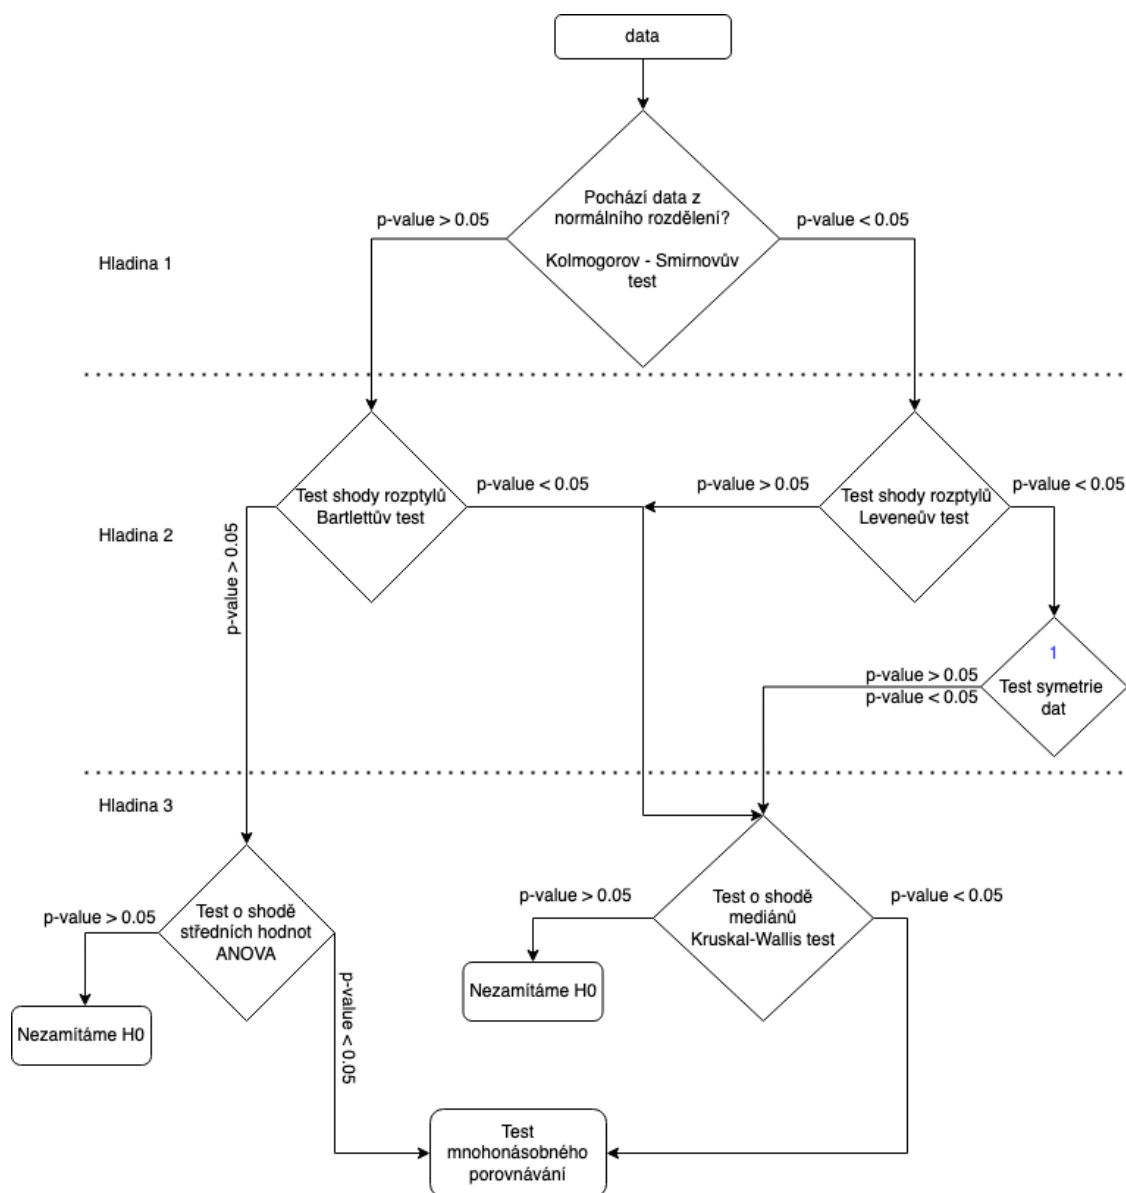 data
Pochází data z
normálního rozdělení?
Kolmogorov - Smirnovův
test
p-value > 0.05
p-value < 0.05
Hladina 1
Test shody rozptylů
Bartlettův test
p-value < 0.05
p-value > 0.05
Test shody rozptylů
Leveneův test
p-value < 0.05
Hladina 2
p-value > 0.05
1
Test symetrie
dat
p-value > 0.05
p-value < 0.05
Hladina 3
p-value > 0.05
Test o shodě
středních hodnot
ANOVA
p-value < 0.05
Nezamítáme H0
p-value > 0.05
Test o shodě
mediánů
Kruskal-Wallis test
p-value < 0.05
Nezamítáme H0
Test
mnohonásobného
porovnávání